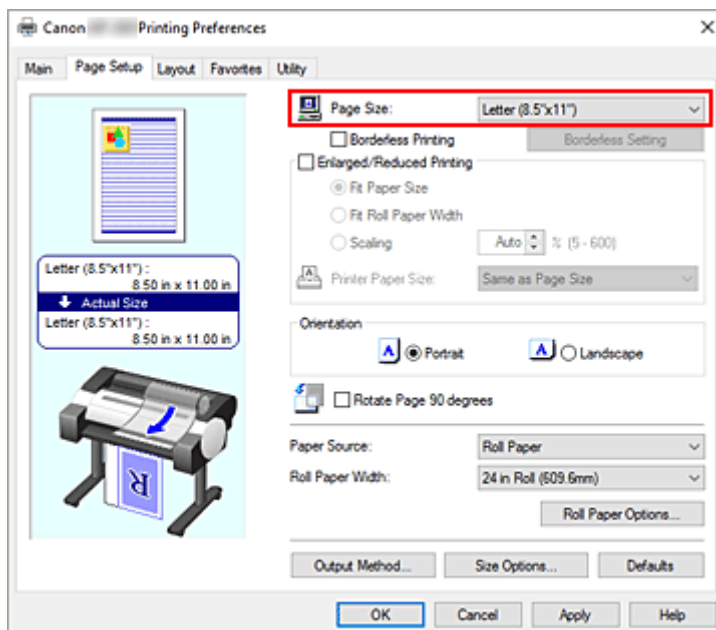 Canon Printing Preferences
Main Page Setup Layout Favorites Utility
Page Size: Letter (8.5"x11")
Borderless Printing Borderless Setting
Enlarged/Reduced Printing
Fit Paper Size
Fit Roll Paper Width
Scaling Auto % (5 - 600)
Printer Paper Size: Same as Page Size
Letter (8.5"x11") :
8.50 in x 11.00 in
Actual Size
Letter (8.5"x11") :
8.50 in x 11.00 in
Orientation
A Portrait A Landscape
Rotate Page 90 degrees
Paper Source: Roll Paper
Roll Paper Width: 24 in Roll (609.6mm)
R
Roll Paper Options...
Output Method... Size Options... Defaults
OK Cancel Apply Help